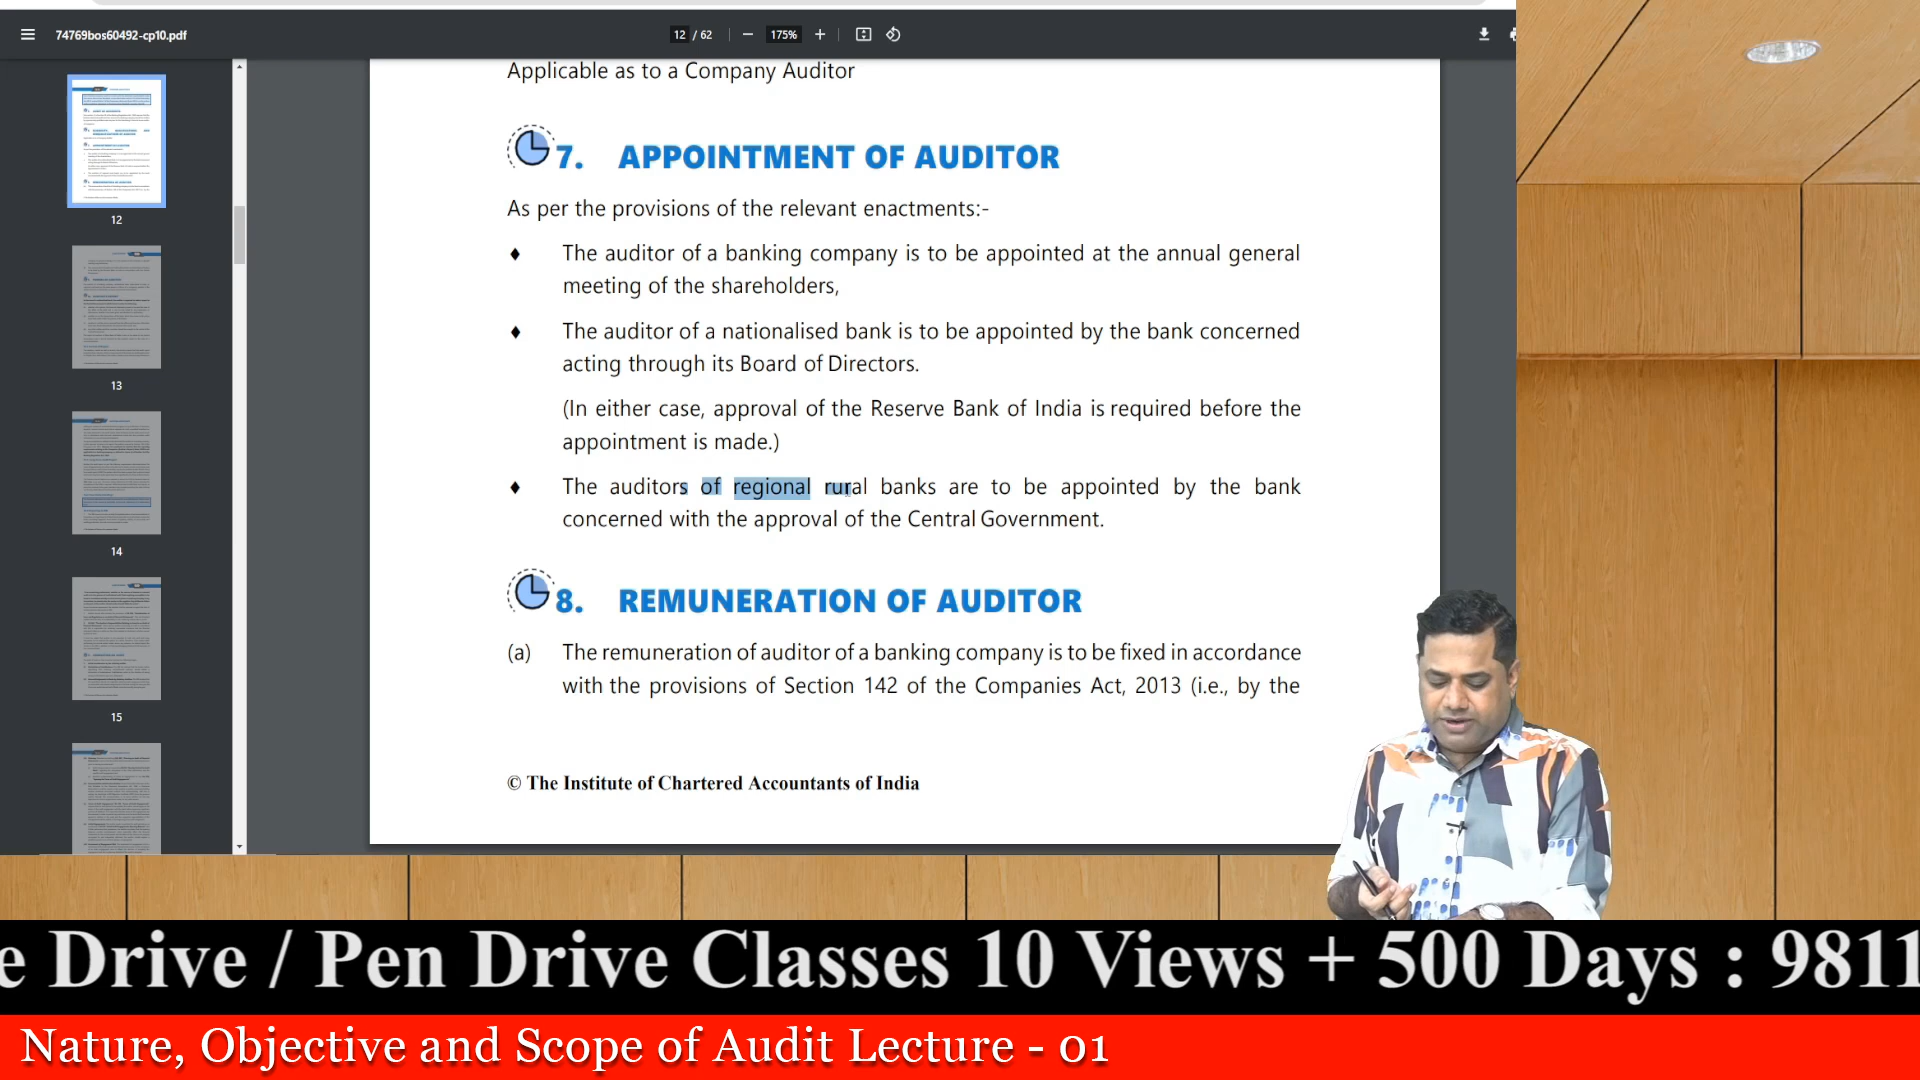 74769bos60492-cp10.pdf
12 / 62
175%
Applicable as to a Company Auditor
7. APPOINTMENT OF AUDITOR
As per the provisions of the relevant enactments:-
♦ The auditor of a banking company is to be appointed at the annual general
meeting of the shareholders,
♦ The auditor of a nationalised bank is to be appointed by the bank concerned
acting through its Board of Directors.
(In either case, approval of the Reserve Bank of India is required before the
appointment is made.)
♦ The auditors of regional rural banks are to be appointed by the bank
concerned with the approval of the Central Government.
8. REMUNERATION OF AUDITOR
(a) The remuneration of auditor of a banking company is to be fixed in accordance
with the provisions of Section 142 of the Companies Act, 2013 (i.e., by the
© The Institute of Chartered Accountants of India
12
13
14
15
e Drive / Pen Drive Classes 10 Views + 500 Days : 9811
Nature, Objective and Scope of Audit Lecture - 01